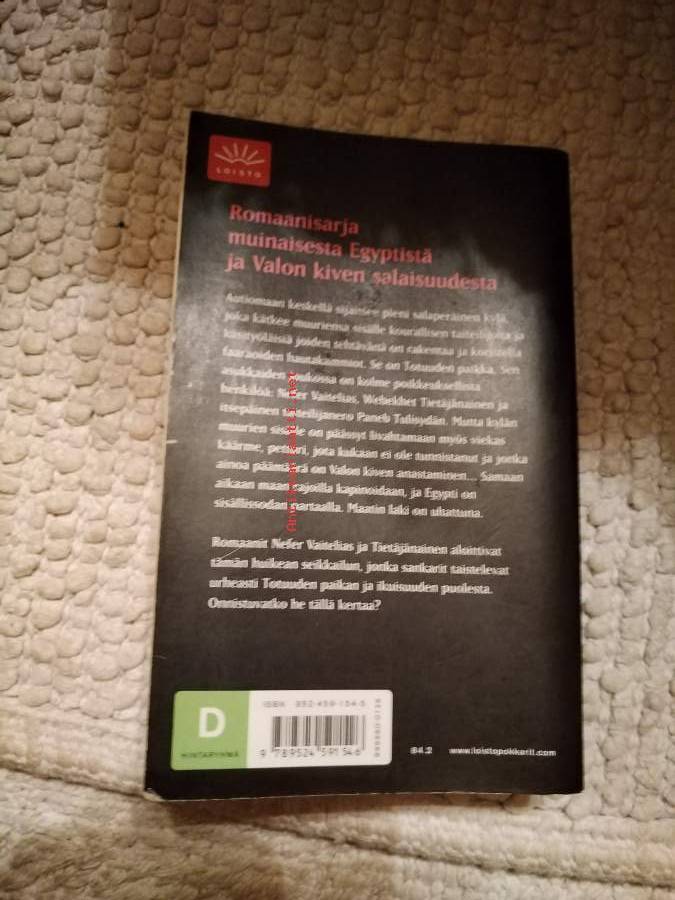 LOISTO
Romaanisarja
muinaisesta Egyptistä
ja Valon kiven salaisuudesta
Autiomaan keskellä sijaitsee pieni salaperäinen kylä,
joka kätkee muuriensa sisälle kourallisen taiteilijoita ja
käsityöläisiä joiden tehtävänä on rakentaa ja koristella
faaraoiden hautakammiot. Se on Totuuden paikka. Sen
asukkaiden joukossa on kolme poikkeuksellista
henkilöä: Nefer Vaitelias, Webekhet Tietäjänainen ja
itsepäinen taiteilijanero Paneb Tulisydän. Mutta kylän
muurien sisälle on päässyt livahtamaan myös viekas
käärme, petturi, jota kukaan ei ole tunnistanut ja jonka
ainoa päämäärä on Valon kiven anastaminen... Samaan
aikaan maan rajoilla kapinoidaan, ja Egypti on
sisällissodan partaalla. Maatin laki on uhattuna.
Romaanit Nefer Vaitelias ja Tietäjänainen aloittivat
tämän huikean seikkailun, jonka sankarit taistelevat
urheasti Totuuden paikan ja ikuisuuden puolesta.
Onnistuvatko he tällä kertaa?
D
HINTARYHMÄ
ISBN 952-459-154-5
9 789524 591546
84.2
www.loistopokkarit.com